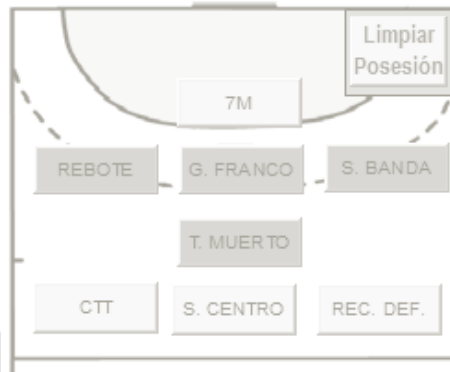 Limpiar
Posesión
7M
REBOTE
G. FRANCO
S. BANDA
T. MUERTO
CTT
S. CENTRO
REC. DEF.